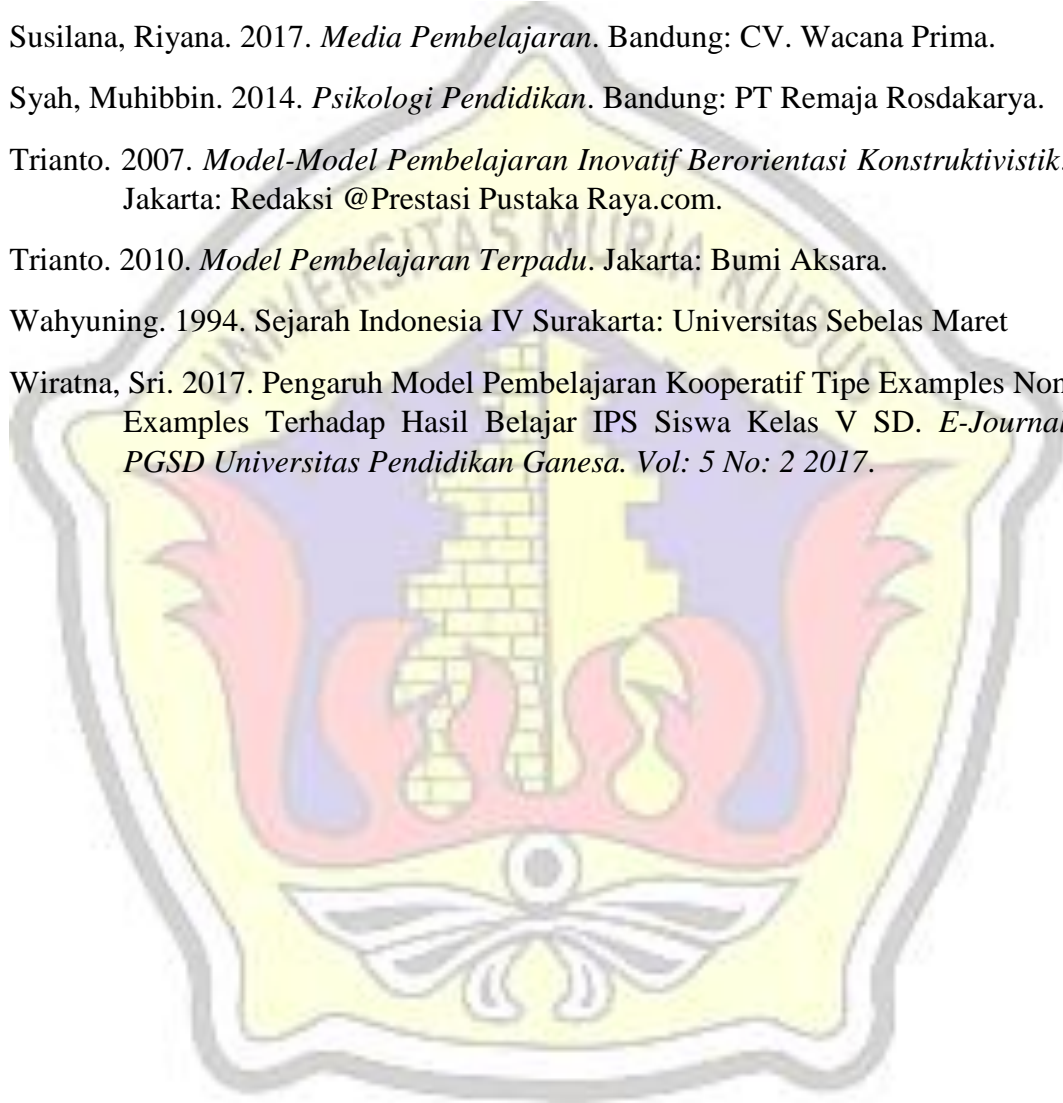 Susilana, Riyana. 2017. Media Pembelajaran. Bandung: CV. Wacana Prima.
Syah, Muhibbin. 2014. Psikologi Pendidikan. Bandung: PT Remaja Rosdakarya.
Trianto. 2007. Model-Model Pembelajaran Inovatif Berorientasi Konstruktivistik.
Jakarta: Redaksi @Prestasi Pustaka Raya.com.
Trianto. 2010. Model Pembelajaran Terpadu. Jakarta: Bumi Aksara.
Wahyuning. 1994. Sejarah Indonesia IV Surakarta: Universitas Sebelas Maret
Wiratna, Sri. 2017. Pengaruh Model Pembelajaran Kooperatif Tipe Examples Non
Examples Terhadap Hasil Belajar IPS Siswa Kelas V SD. E-Journal
PGSD Universitas Pendidikan Ganesa. Vol: 5 No: 2 2017.
UNIVERSITAS MURIA KUDUS